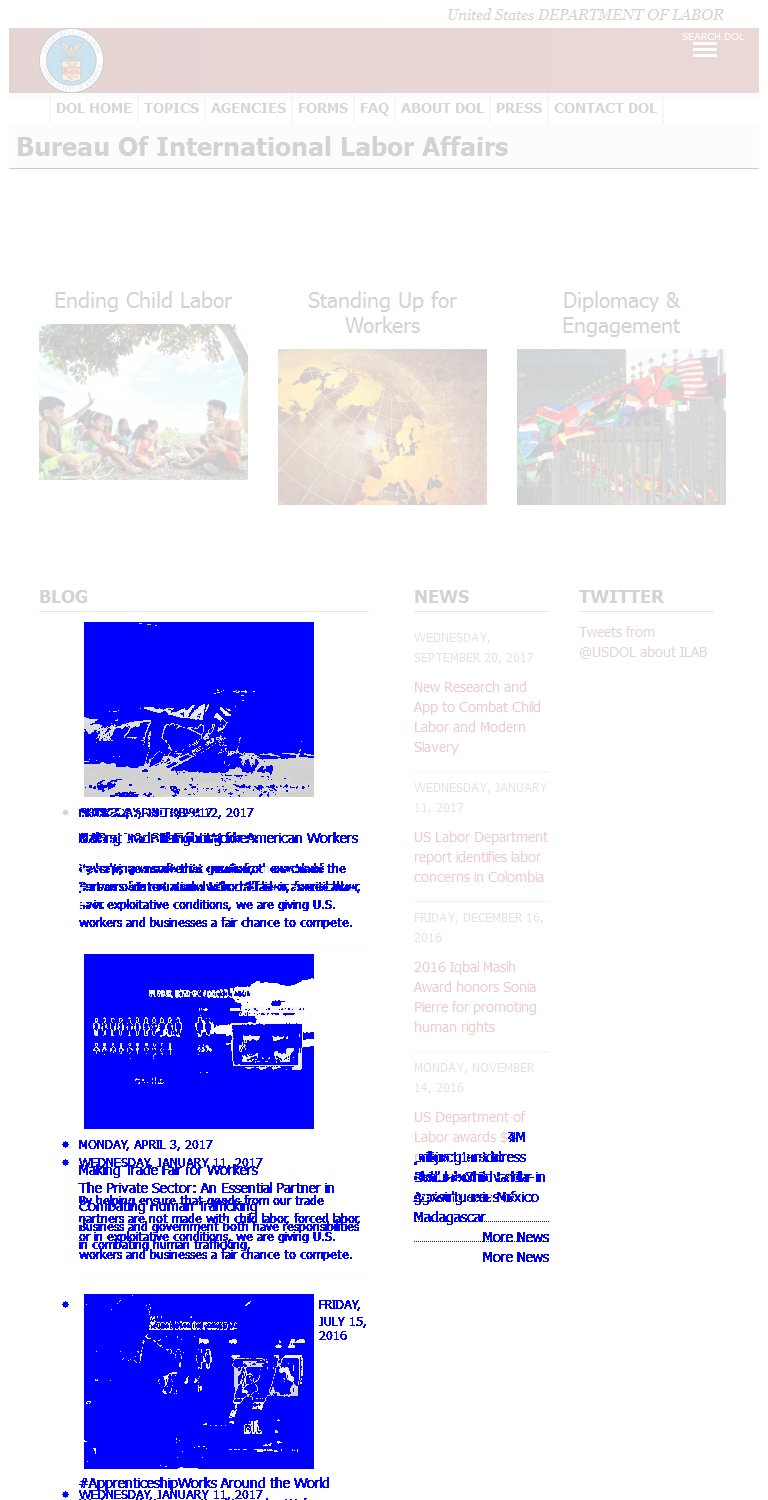 United States DEPARTMENT OF LABOR
SEARCH DOL
DOL HOME TOPICS AGENCIES FORMS FAQ ABOUT DOL PRESS CONTACT DOL
Bureau Of International Labor Affairs
Ending Child Labor
Standing Up for
Workers
Diplomacy &
Engagement
BLOG
2, 2017
American Workers
the
or exploitative conditions, we are giving U.S.
workers and businesses a fair chance to compete.
MONDAY, APRIL 3, 2017
WEDNESDAY, JANUARY 11, 2017
Making Trade Fair for Workers
The Private Sector: An Essential Partner in
Combating Human Trafficking
By helping ensure that goods from our trade
partners are not made with child labor, forced labor,
Business and government both have responsibilities
or in exploitative conditions, we are giving U.S.
in combating human trafficking,
workers and businesses a fair chance to compete.
FRIDAY,
JULY 15,
2016
#ApprenticeshipWorks Around the World
WEDNESDAY, JANUARY 11, 2017
NEWS
WEDNESDAY,
SEPTEMBER 20, 2017
New Research and
App to Combat Child
Labor and Modern
Slavery
WEDNESDAY, JANUARY
11, 2017
US Labor Department
report identifies labor
concerns in Colombia
FRIDAY, DECEMBER 16,
2016
2016 Iqbal Masih
Award honors Sonia
Pierre for promoting
human rights
MONDAY, NOVEMBER
14, 2016
US Department of
Labor awards
in
México
Madagascar
More News
More News
TWITTER
Tweets from
@USDOL about ILAB